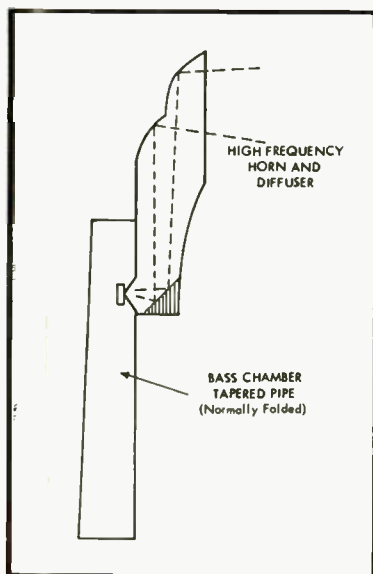 HIGH FREQUENCY
HORN AND
DIFFUSER
BASS CHAMBER
TAPERED PIPE
(Normally Folded)